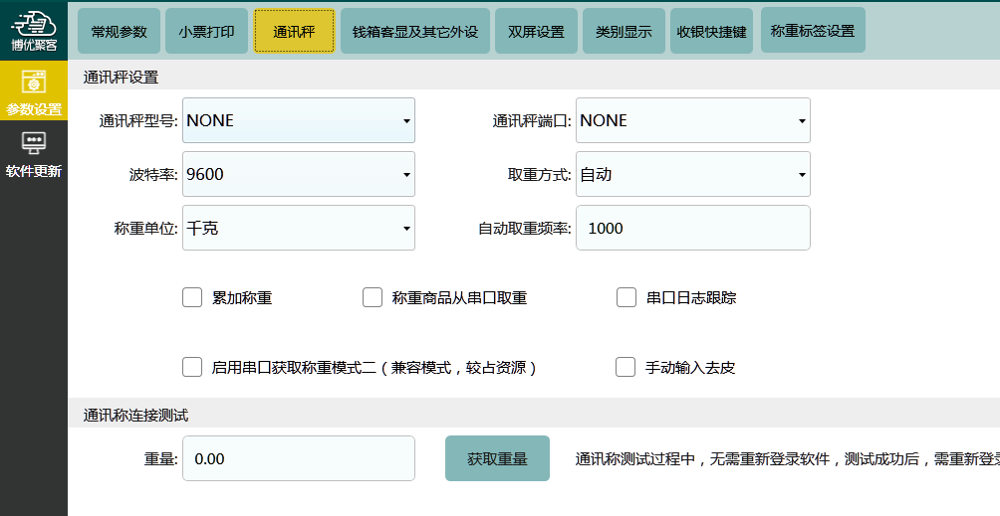 博优聚客
常规参数 小票打印 通讯秤 钱箱客显及其它外设 双屏设置 类别显示 收银快捷键 称重标签设置
参数设置
软件更新
通讯秤设置
通讯秤型号: NONE 通讯秤端口: NONE
波特率: 9600 取重方式: 自动
称重单位: 千克 自动取重频率: 1000
累加称重 称重商品从串口取重 串口日志跟踪
启用串口获取称重模式二（兼容模式，较占资源） 手动输入去皮
通讯称连接测试
重量: 0.00 获取重量 通讯称测试过程中，无需重新登录软件，测试成功后，需重新登录